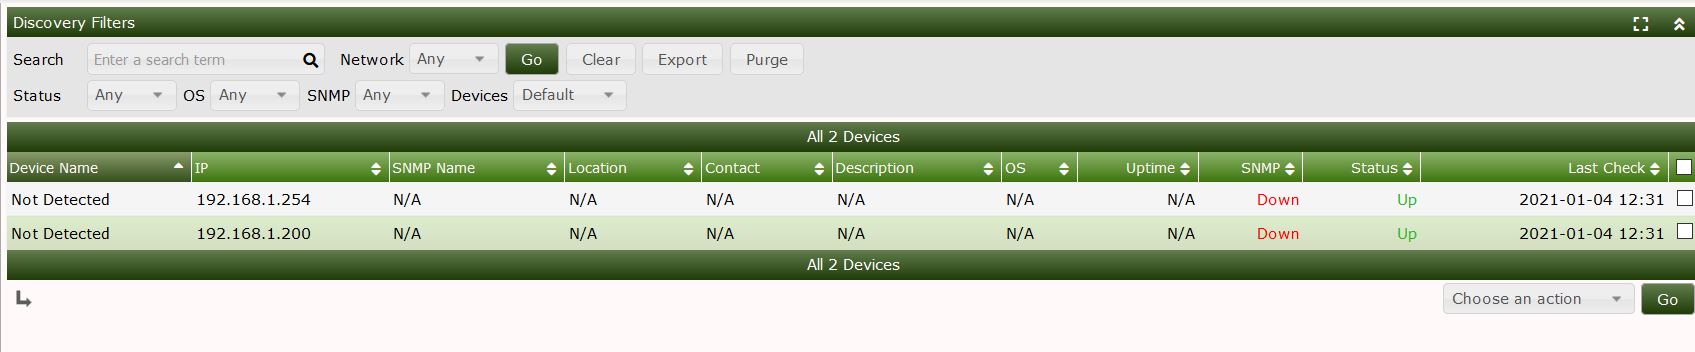 Discovery Filters
Search Enter a search term Network Any Go Clear Export Purge
Status Any OS Any SNMP Any Devices Default
All 2 Devices
Device Name IP SNMP Name Location Contact Description OS Uptime SNMP Status Last Check
Not Detected 192.168.1.254 N/A N/A N/A N/A N/A N/A Down Up 2021-01-04 12:31
Not Detected 192.168.1.200 N/A N/A N/A N/A N/A N/A Down Up 2021-01-04 12:31
All 2 Devices
Choose an action Go